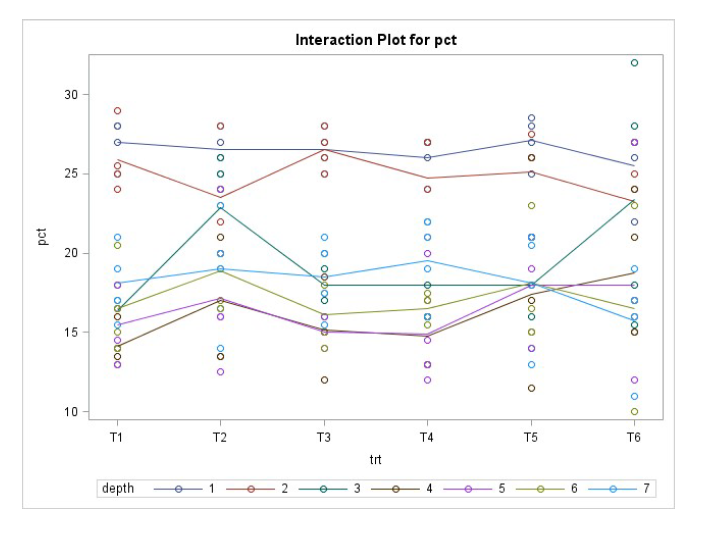 Interaction Plot for pct
30
25
20
15
10
pct
T1 T2 T3 T4 T5 T6
trt
depth 1 2 3 4 5 6 7